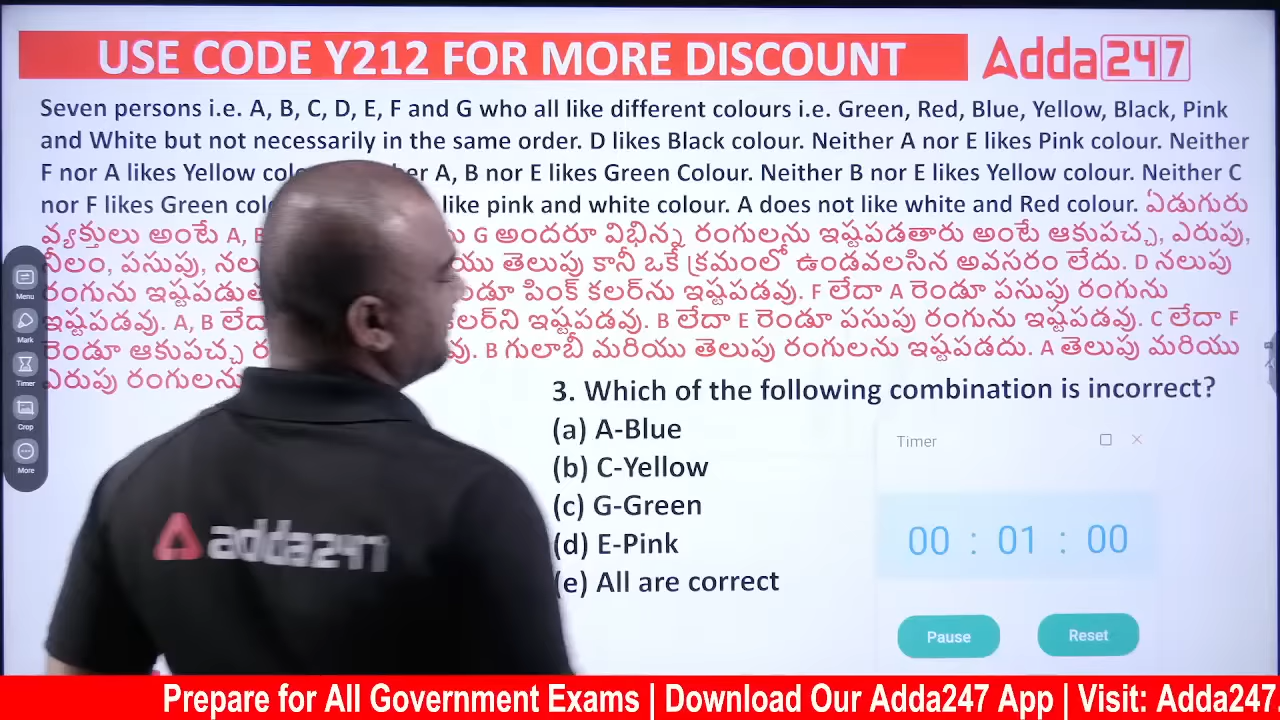 USE CODE Y212 FOR MORE DISCOUNT
Adda247
Seven persons i.e. A, B, C, D, E, F and G who all like different colours i.e. Green, Red, Blue, Yellow, Black, Pink
and White but not necessarily in the same order. D likes Black colour. Neither A nor E likes Pink colour. Neither
F nor A likes Yellow A, B nor E likes Green Colour. Neither B nor E likes Yellow colour. Neither C
nor F likes Green like pink and white colour. A does not like white and Red colour. ఏడుగురు
వ్యక్తులు అంటే A, G అందరూ విభిన్న రంగులను ఇష్టపడతారు అంటే ఆకుపచ్చ, ఎరుపు,
నీలం, పసుపు, తెలుపు కానీ ఒకే క్రమంలో ఉండవలసిన అవసరం లేదు. D నలుపు
రంగును పింక్ కలర్‌ను ఇష్టపడవు. F లేదా A రెండూ పసుపు రంగును
ఇష్టపడవు. A, B ఇష్టపడవు. B లేదా E రెండూ పసుపు రంగును ఇష్టపడవు. C లేదా F
రెండూ ఆకుపచ్చ B గులాబీ మరియు తెలుపు రంగులను ఇష్టపడదు. A తెలుపు మరియు
ఎరుపు రంగులను
3. Which of the following combination is incorrect?
(a) A-Blue
(b) C-Yellow
(c) G-Green
(d) E-Pink
(e) All are correct
Timer
00 : 01 : 00
Pause
Reset
Menu
Mark
Timer
Crop
More
adda247
Prepare for All Government Exams | Download Our Adda247 App | Visit: Adda247.